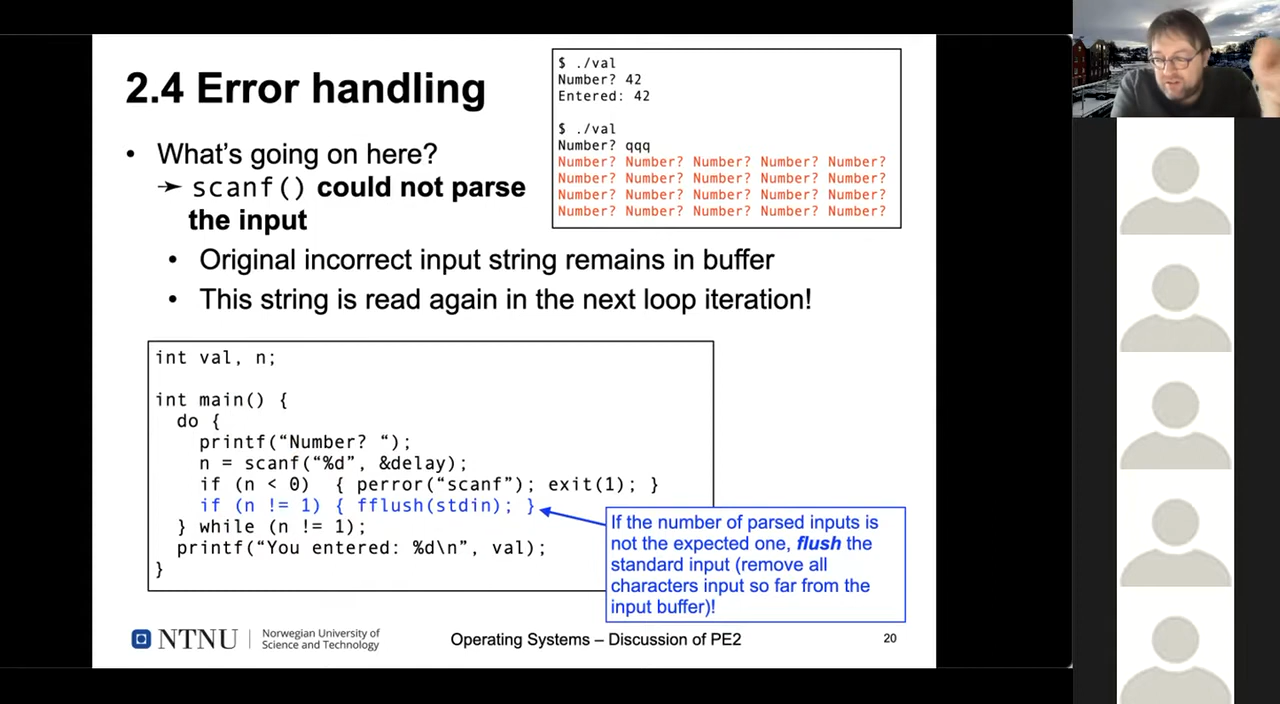 2.4 Error handling
$ ./val
Number? 42
Entered: 42
$ ./val
Number? qqq
Number? Number? Number? Number? Number?
Number? Number? Number? Number? Number?
Number? Number? Number? Number? Number?
Number? Number? Number? Number? Number?
• What's going on here?
➛ scanf() could not parse
the input
• Original incorrect input string remains in buffer
• This string is read again in the next loop iteration!
int val, n;
int main() {
do {
printf(“Number? “);
n = scanf(“%d”, &delay);
if (n < 0) { perror(“scanf”); exit(1); }
if (n != 1) { fflush(stdin); }
} while (n != 1);
printf(“You entered: %d\n”, val);
}
If the number of parsed inputs is
not the expected one, flush the
standard input (remove all
characters input so far from the
input buffer)!
NTNU
Norwegian University of
Science and Technology
Operating Systems – Discussion of PE2
20